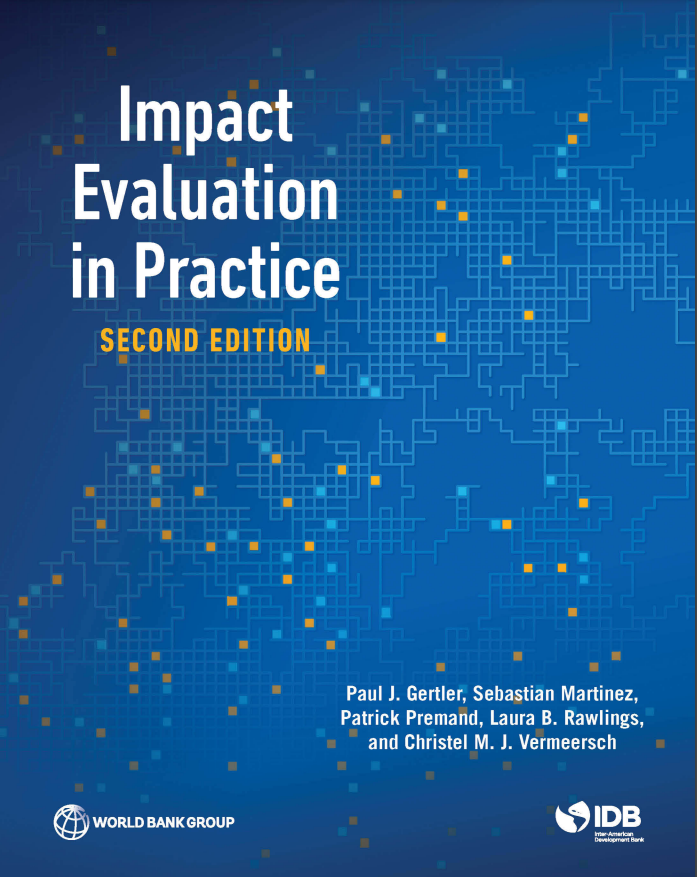 Impact
Evaluation
in Practice
SECOND EDITION
Paul J. Gertler, Sebastian Martinez,
Patrick Premand, Laura B. Rawlings,
and Christel M. J. Vermeersch
WORLD BANK GROUP
IDB
Inter-American
Development Bank